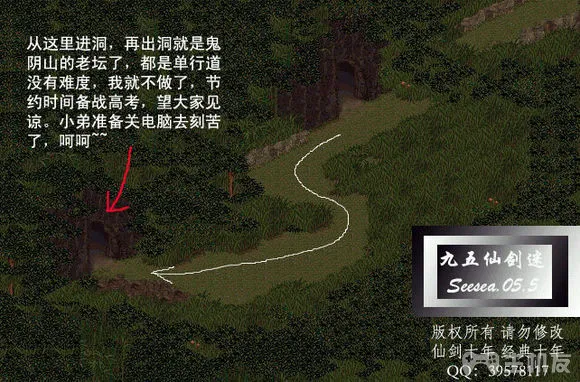 从这里进洞，再出洞就是鬼
阴山的老坛了，都是单行道
没有难度，我就不做了，节
约时间备战高考，望大家见
谅。小弟准备关电脑去刻苦
了，呵呵~~
九五仙剑迷
Seesea.05.5
版权所有 请勿修改
仙剑十年 经典十年
QQ：39578117